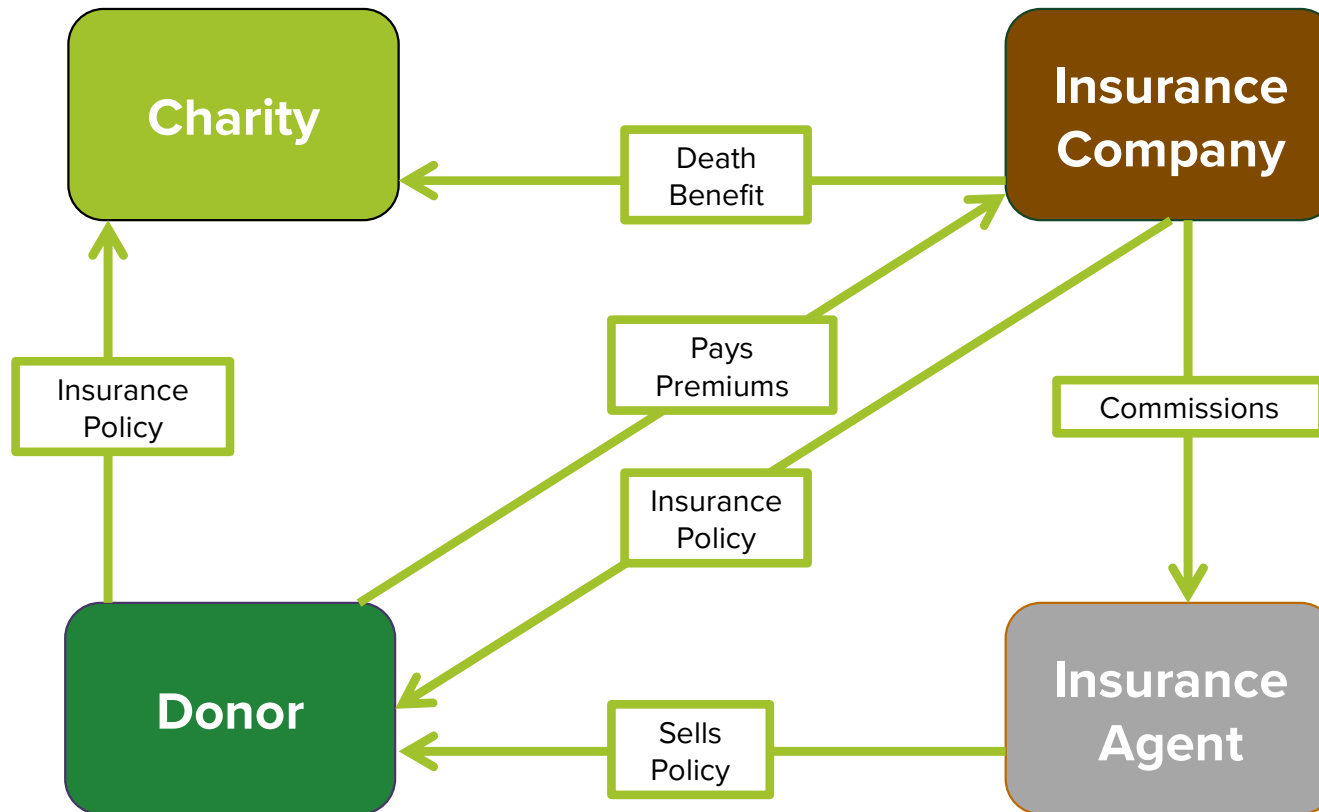 Charity
Insurance
Company
Death
Benefit
Pays
Premiums
Insurance
Policy
Commissions
Insurance
Policy
Donor
Sells
Policy
Insurance
Agent